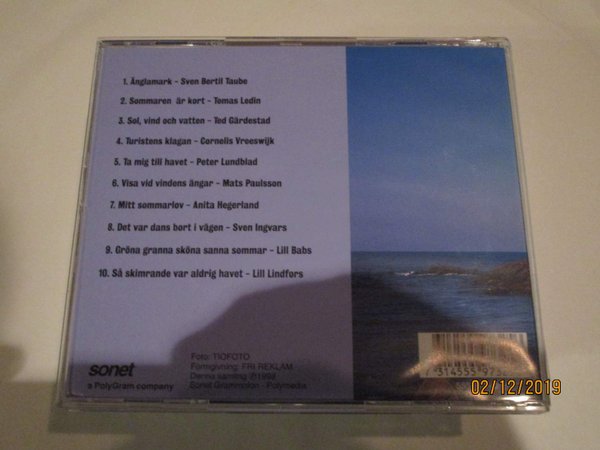 1. Änglamark - Sven Bertil Taube
2. Sommaren är kort - Tomas Ledin
3. Sol, vind och vatten - Ted Gärdestad
4. Turistens klagan - Cornelis Vreeswijk
5. Ta mig till havet - Peter Lundblad
6. Visa vid vindens ängar - Mats Paulsson
7. Mitt sommarlov - Anita Hegerland
8. Det var dans bort i vägen - Sven Ingvars
9. Gröna granna sköna sanna sommar - Lill Babs
10. Så skimrande var aldrig havet - Lill Lindfors
sonet
a PolyGram company
Foto: TIOFOTO
Formgivning: FRI REKLAM
Denna samling
Sonet Grammofon - Polymedia
7 314555
02/12/2019